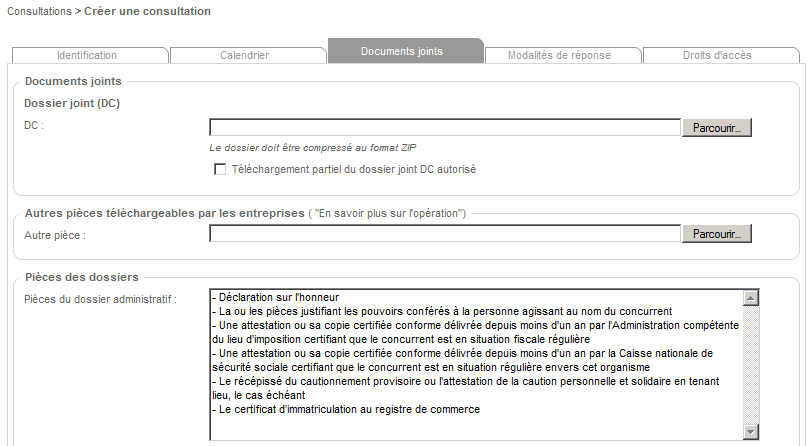 Consultations > Créer une consultation
Identification
Calendrier
Documents joints
Modalités de réponse
Droits d'accès
Documents joints
Dossier joint (DC)
DC :
Parcourir...
Le dossier doit être compressé au format ZIP
Téléchargement partiel du dossier joint DC autorisé
Autres pièces téléchargeables par les entreprises ( "En savoir plus sur l'opération")
Autre pièce :
Parcourir...
Pièces des dossiers
Pièces du dossier administratif :
- Déclaration sur l'honneur
- La ou les pièces justifiant les pouvoirs conférés à la personne agissant au nom du concurrent
- Une attestation ou sa copie certifiée conforme délivrée depuis moins d'un an par l'Administration compétente
du lieu d'imposition certifiant que le concurrent est en situation fiscale régulière
- Une attestation ou sa copie certifiée conforme délivrée depuis moins d'un an par la Caisse nationale de
sécurité sociale certifiant que le concurrent est en situation régulière envers cet organisme
- Le récépissé du cautionnement provisoire ou l'attestation de la caution personnelle et solidaire en tenant
lieu, le cas échéant
- Le certificat d'immatriculation au registre de commerce